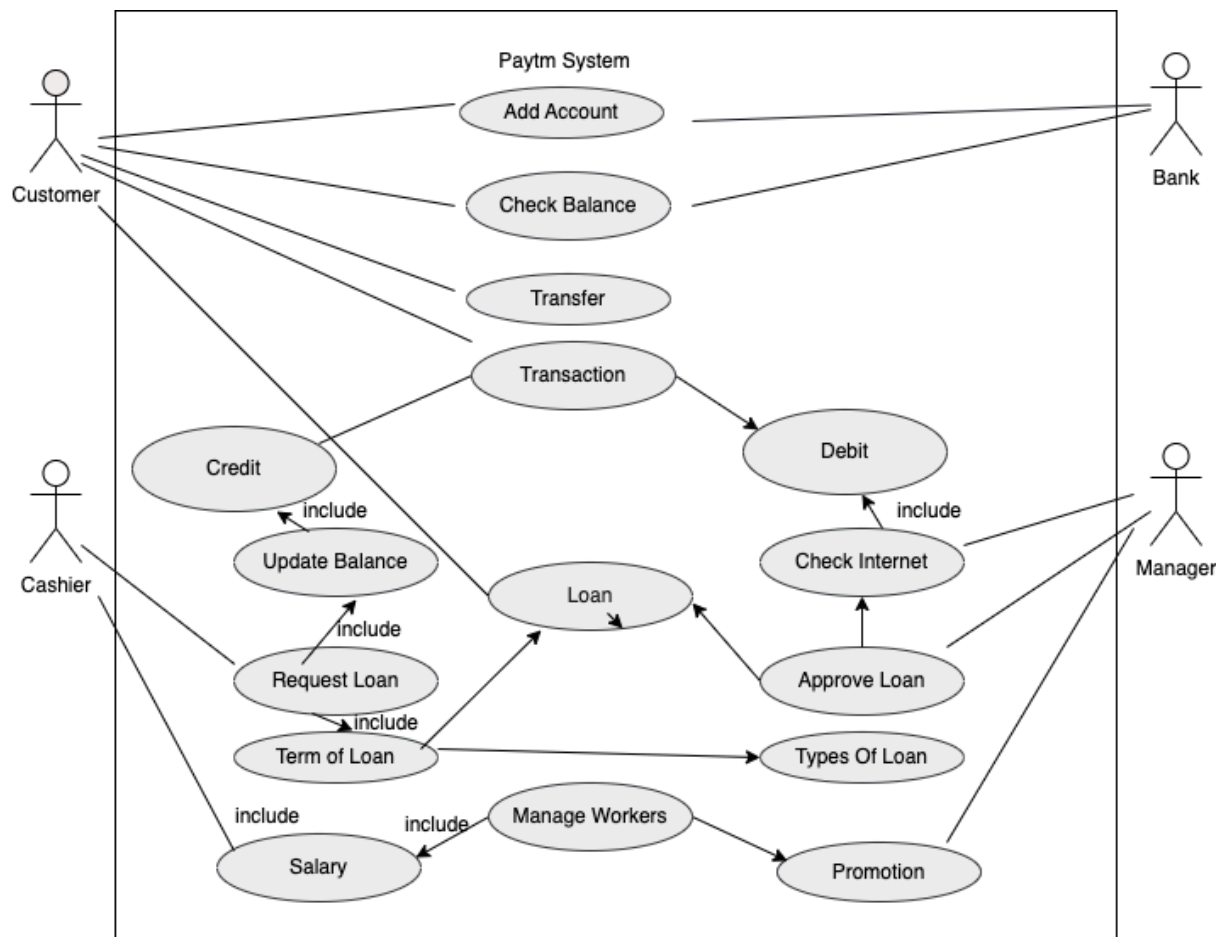 Paytm System
Add Account
Customer
Bank
Check Balance
Transfer
Transaction
Credit
Debit
include
include
Update Balance
Check Internet
Cashier
Manager
Loan
include
Request Loan
Approve Loan
include
Term of Loan
Types Of Loan
include
Manage Workers
include
Salary
Promotion